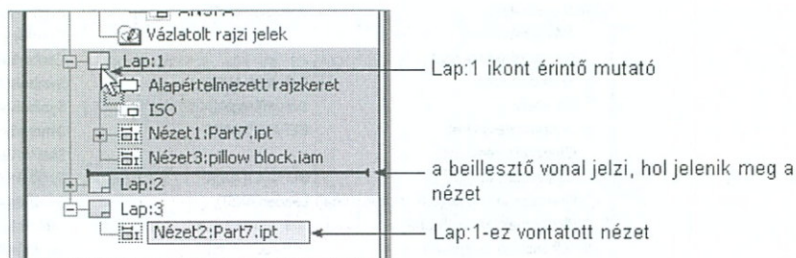 ANSFA
Vázlatolt rajzi jelek
Lap:1
Alapértelmezett rajzkeret
ISO
Nézet1:Part7.ipt
Nézet3:pillow block.iam
Lap:2
Lap:3
Nézet2:Part7.ipt
Lap:1 ikont érintő mutató
a beillesztő vonal jelzi, hol jelenik meg a
nézet
Lap:1-ez vontatott nézet